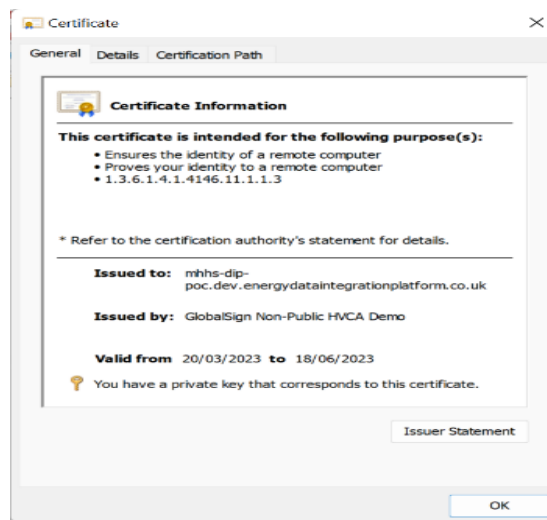 Certificate
General Details Certification Path
Certificate Information
This certificate is intended for the following purpose(s):
• Ensures the identity of a remote computer
• Proves your identity to a remote computer
• 1.3.6.1.4.1.4146.11.1.1.3
* Refer to the certification authority's statement for details.
Issued to: mhhs-dip-
poc.dev.energydataintegrationplatform.co.uk
Issued by: GlobalSign Non-Public HVCA Demo
Valid from 20/03/2023 to 18/06/2023
You have a private key that corresponds to this certificate.
Issuer Statement
OK